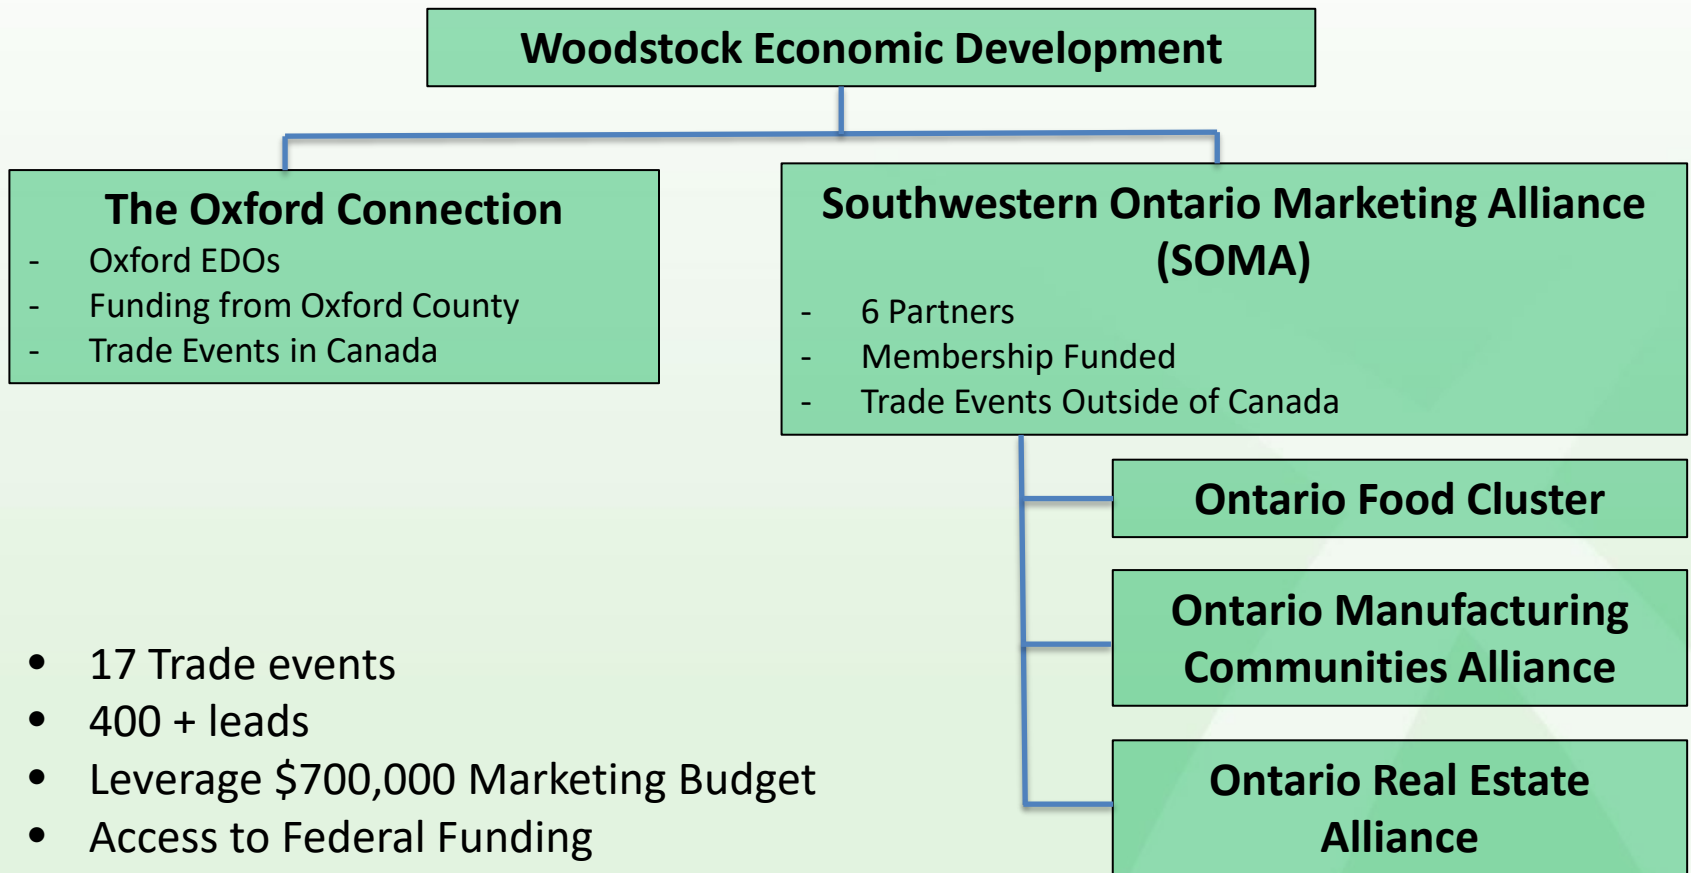 Woodstock Economic Development
The Oxford Connection
- Oxford EDOs
- Funding from Oxford County
- Trade Events in Canada
Southwestern Ontario Marketing Alliance
(SOMA)
- 6 Partners
- Membership Funded
- Trade Events Outside of Canada
Ontario Food Cluster
Ontario Manufacturing
Communities Alliance
Ontario Real Estate
Alliance
• 17 Trade events
• 400 + leads
• Leverage $700,000 Marketing Budget
• Access to Federal Funding